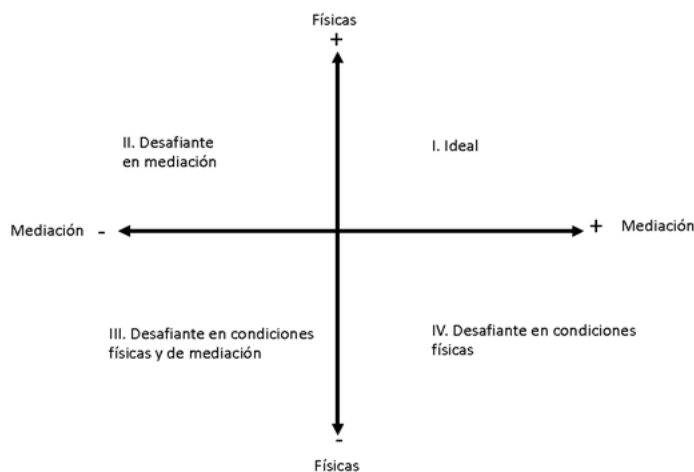 Físicas
+
II. Desafiante
en mediación
I. Ideal
Mediación -
+ Mediación
III. Desafiante en condiciones
físicas y de mediación
IV. Desafiante en condiciones
físicas
-
Físicas